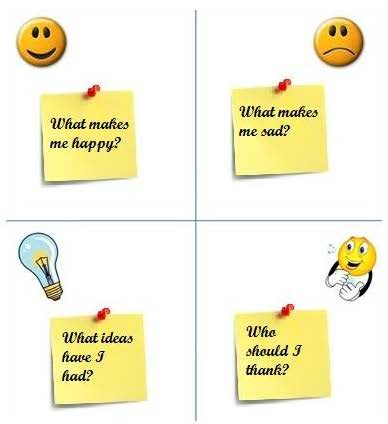 What makes
me happy?
What makes
me sad?
What ideas
have I
had?
Who
should I
thank?